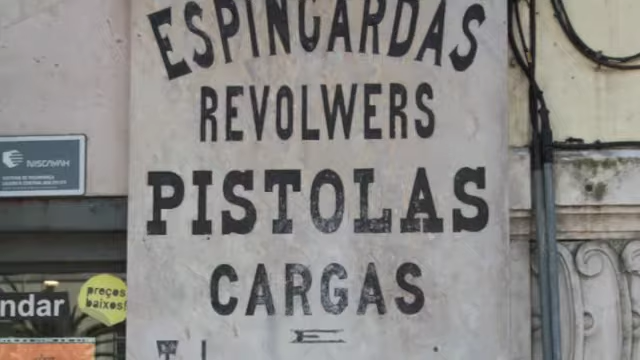 ESPINGARDAS
REVOLWERS
PISTOLAS
CARGAS
E
ndar
preços
baixos!